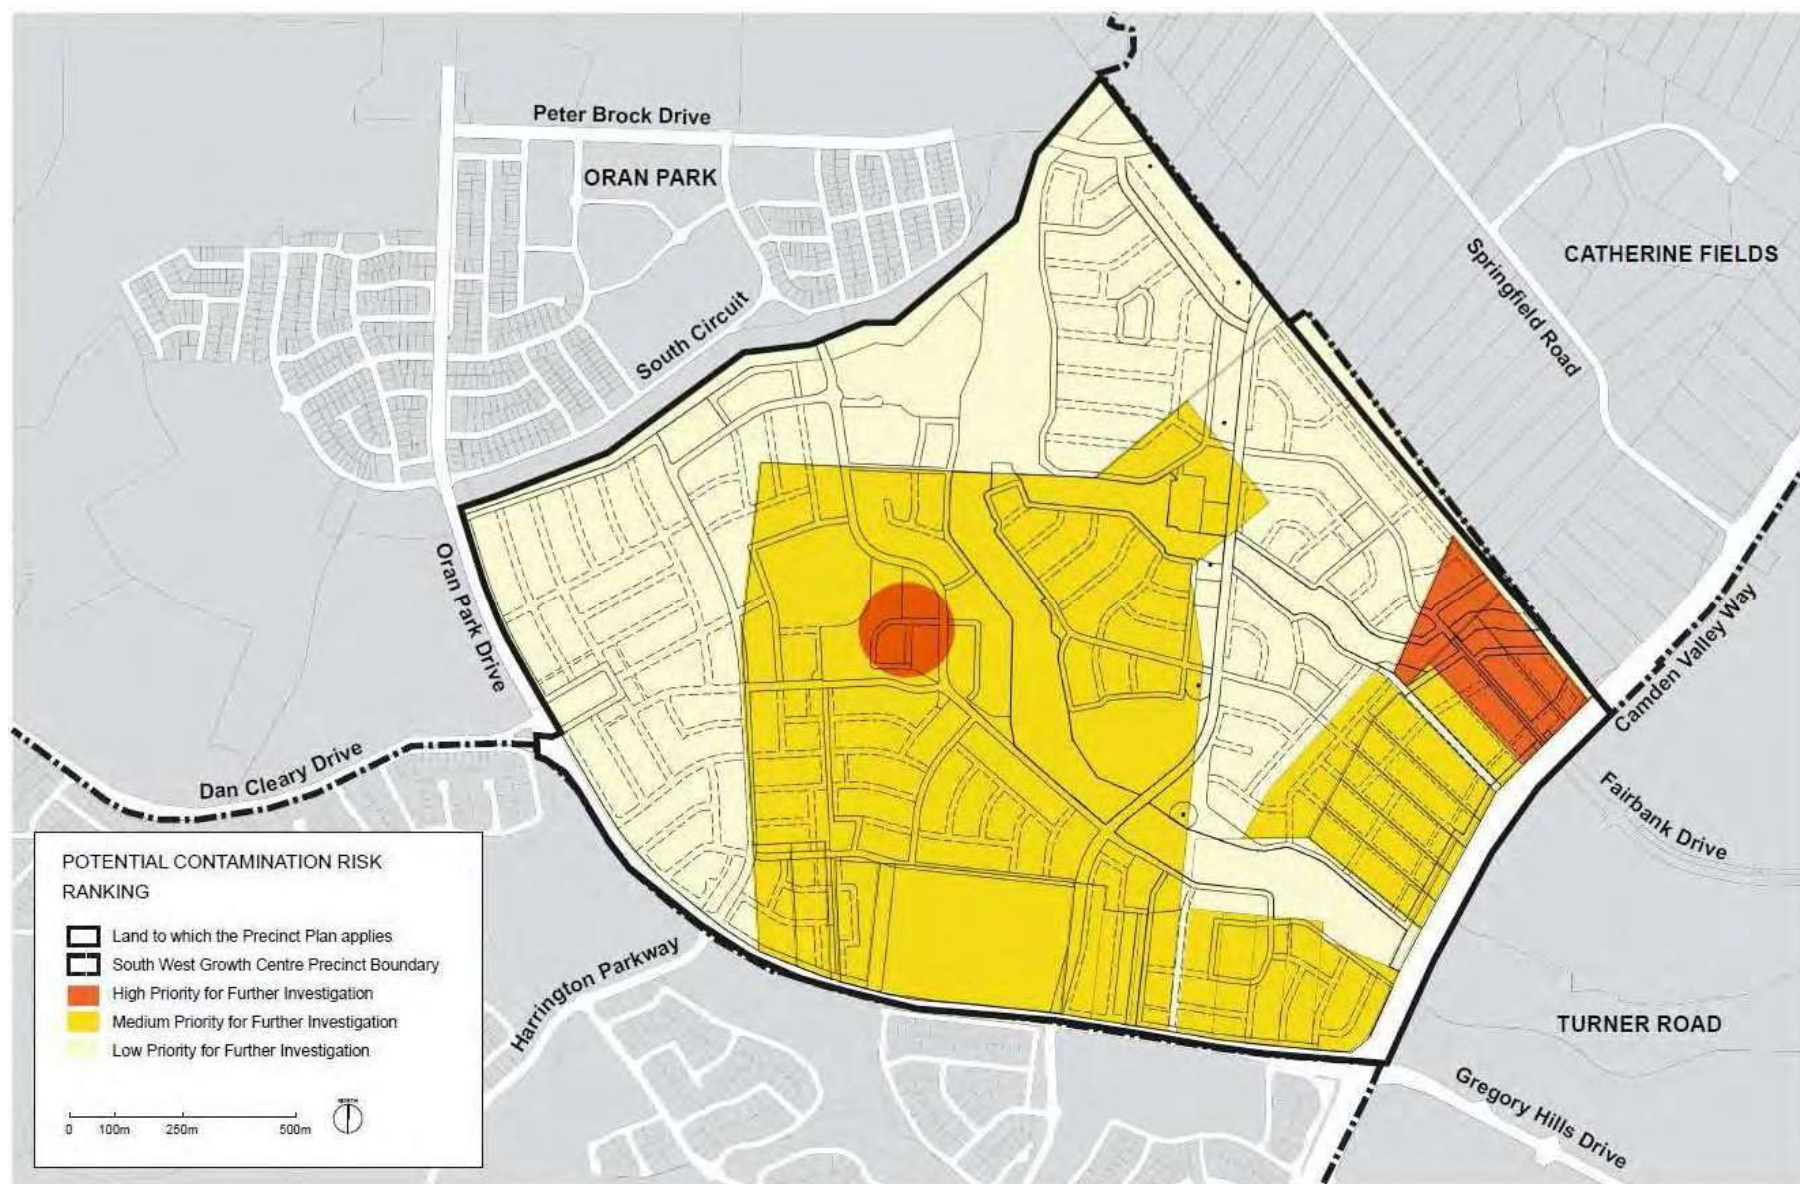 Peter Brock Drive
ORAN PARK
CATHERINE FIELDS
Springfield Road
South Circuit
Oran Park Drive
Camden Valley Way
Dan Cleary Drive
Fairbank Drive
Harrington Parkway
TURNER ROAD
Gregory Hills Drive
POTENTIAL CONTAMINATION RISK
RANKING
Land to which the Precinct Plan applies
South West Growth Centre Precinct Boundary
High Priority for Further Investigation
Medium Priority for Further Investigation
Low Priority for Further Investigation
NORTH
0 100m 250m 500m